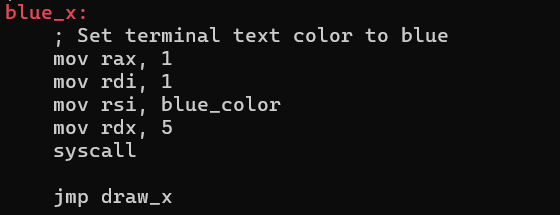 blue_x:
    ; Set terminal text color to blue
    mov rax, 1
    mov rdi, 1
    mov rsi, blue_color
    mov rdx, 5
    syscall

    jmp draw_x